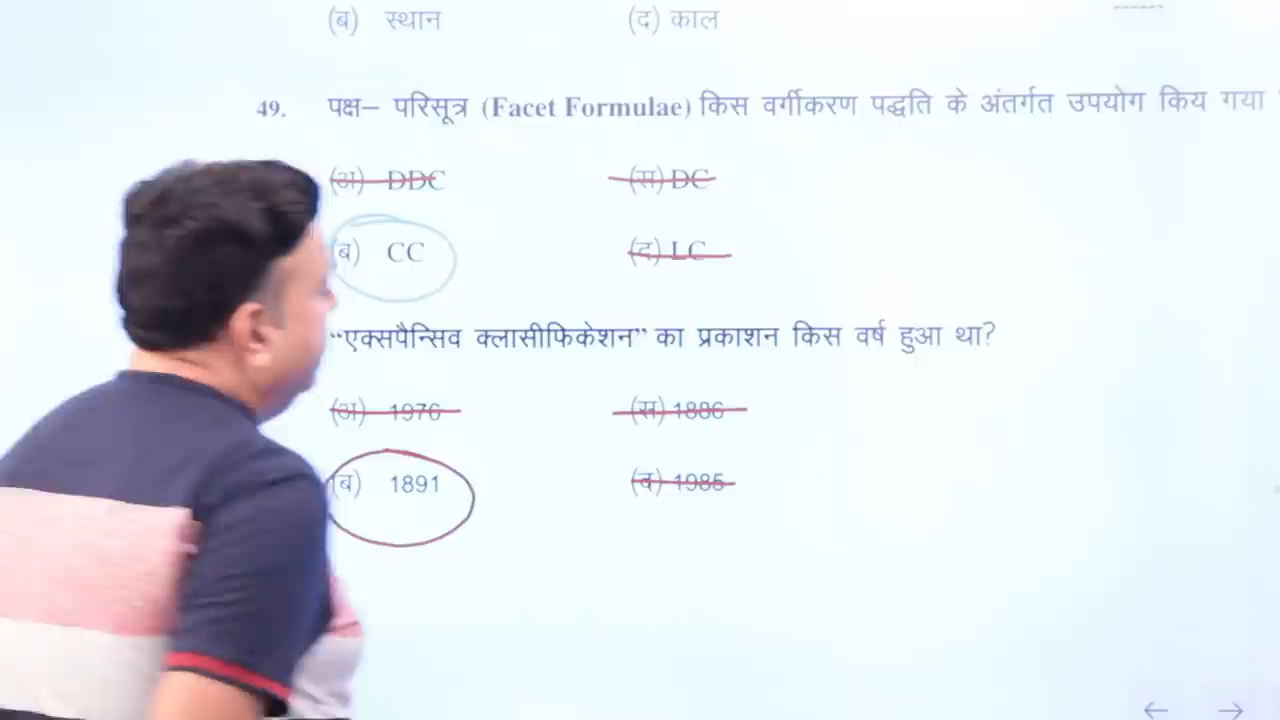 (ब) स्थान (द) काल
49. पक्ष– परिसूत्र (Facet Formulae) किस वर्गीकरण पद्धति के अंतर्गत उपयोग किय गया
(अ) DDC (स) DC
(ब) CC (द) LC
“एक्सपैन्सिव क्लासीफिकेशन” का प्रकाशन किस वर्ष हुआ था?
(अ) 1976 (स) 1886
(ब) 1891 (द) 1985